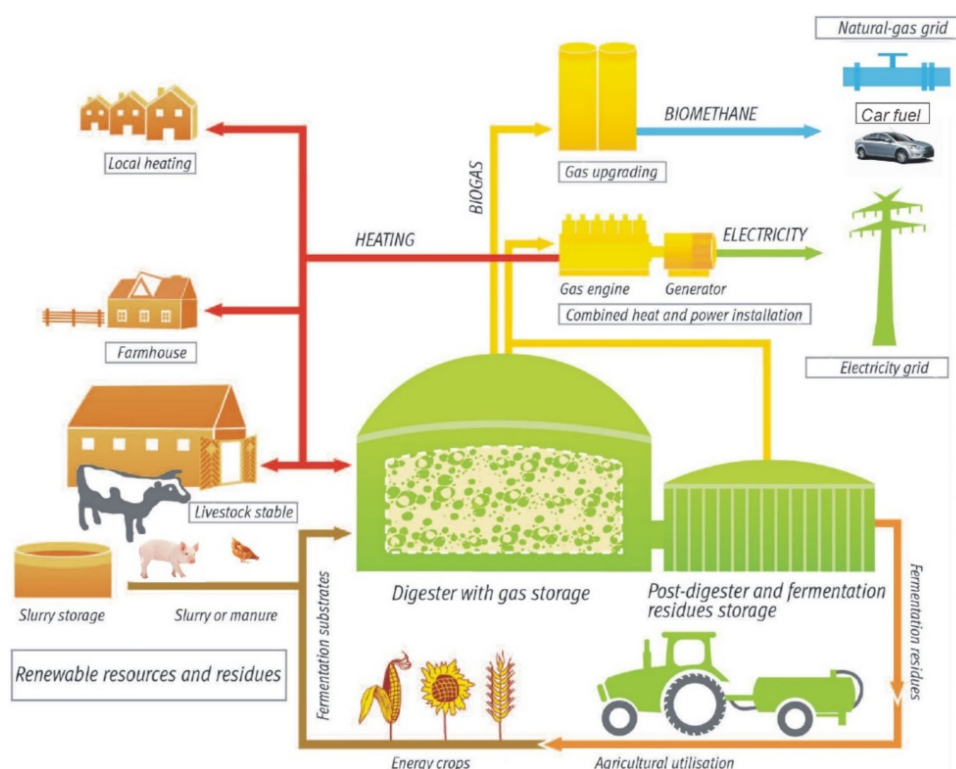 Natural-gas grid
Car fuel
BIOMETHANE
Gas upgrading
Local heating
BIOGAS
HEATING
ELECTRICITY
Gas engine
Generator
Combined heat and power installation
Electricity grid
Farmhouse
Livestock stable
Slurry storage
Slurry or manure
Fermentation substrates
Digester with gas storage
Post-digester and fermentation
residues storage
Fermentation residues
Renewable resources and residues
Energy crops
Agricultural utilisation